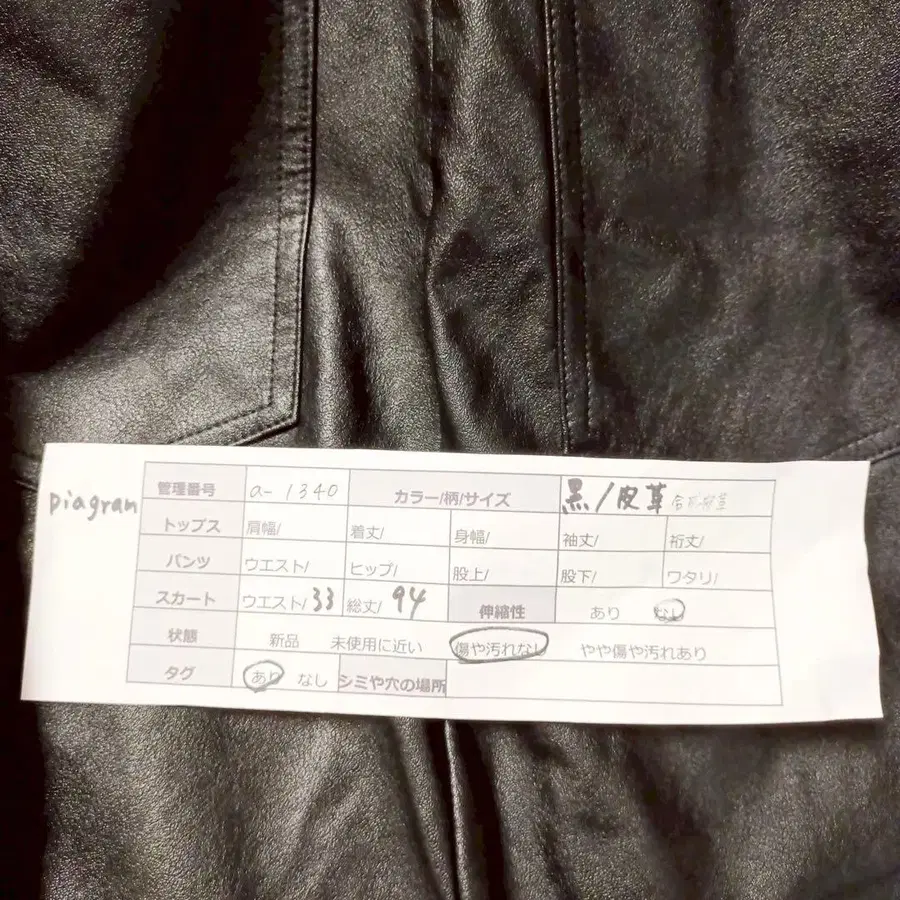 piagram
管理番号 a-1340 カラー/柄/サイズ 黒/皮革
トップス 肩幅/ 着丈/ 身幅/ 袖丈/ 裄丈/
パンツ ウエスト/ ヒップ/ 股上/ 股下/ ワタリ/
スカート ウエスト/33 総丈/94 伸縮性 あり なし
状態 新品 未使用に近い 傷や汚れなし やや傷や汚れあり
タグ あり なし シミや穴の場所